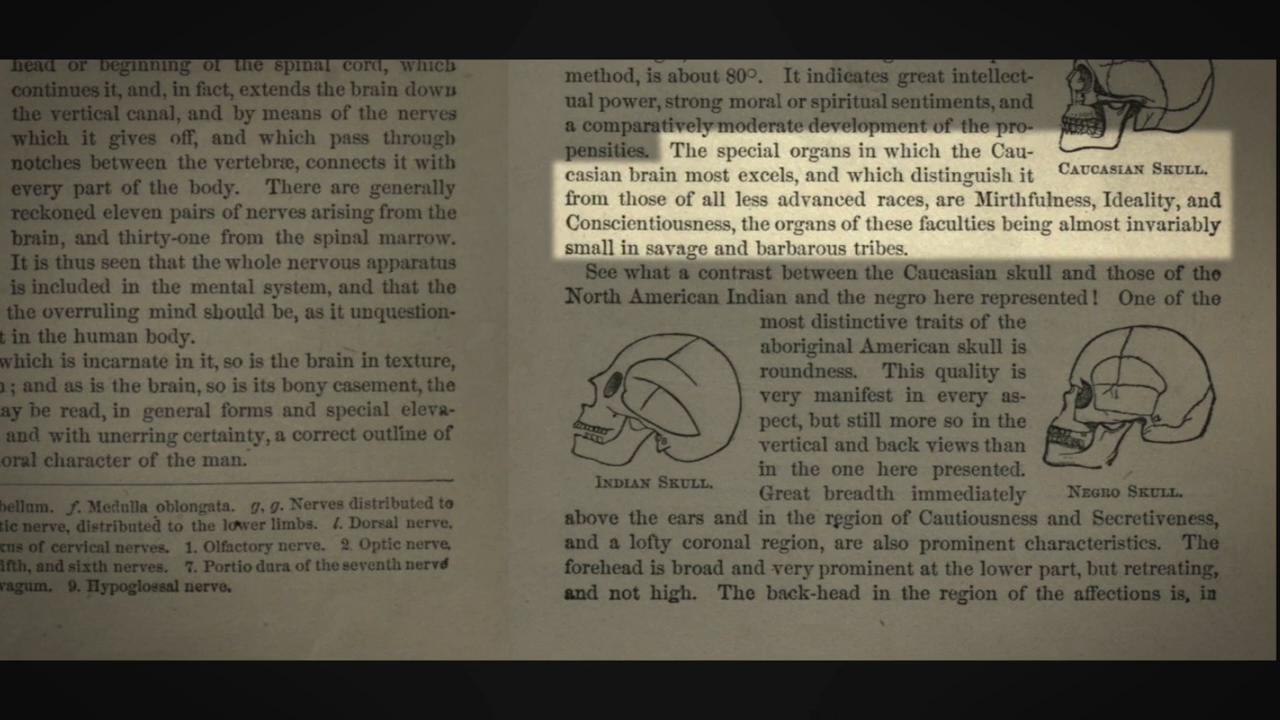 head or beginning of the spinal cord, which
continues it, and, in fact, extends the brain down
the vertical canal, and by means of the nerves
which it gives off, and which pass through
notches between the vertebræ, connects it with
every part of the body. There are generally
reckoned eleven pairs of nerves arising from the
brain, and thirty-one from the spinal marrow.
It is thus seen that the whole nervous apparatus
is included in the mental system, and that the
the overruling mind should be, as it unquestion-
t in the human body.
which is incarnate in it, so is the brain in texture,
; and as is the brain, so is its bony casement, the
ay be read, in general forms and special eleva-
and with unerring certainty, a correct outline of
oral character of the man.
bellum. f. Medulla oblongata. g, g. Nerves distributed to
tic nerve, distributed to the lower limbs. l. Dorsal nerve.
xus of cervical nerves. 1. Olfactory nerve. 2. Optic nerve.
ifth, and sixth nerves. 7. Portio dura of the seventh nerve
vagum. 9. Hypoglossal nerve.
method, is about 80°. It indicates great intellect-
ual power, strong moral or spiritual sentiments, and
a comparatively moderate development of the pro-
pensities. The special organs in which the Cau-
casian brain most excels, and which distinguish it
CAUCASIAN SKULL.
from those of all less advanced races, are Mirthfulness, Ideality, and
Conscientiousness, the organs of these faculties being almost invariably
small in savage and barbarous tribes.
See what a contrast between the Caucasian skull and those of the
North American Indian and the negro here represented! One of the
most distinctive traits of the
aboriginal American skull is
roundness. This quality is
very manifest in every as-
pect, but still more so in the
vertical and back views than
in the one here presented.
Great breadth immediately
INDIAN SKULL.
NEGRO SKULL.
above the ears and in the region of Cautiousness and Secretiveness,
and a lofty coronal region, are also prominent characteristics. The
forehead is broad and very prominent at the lower part, but retreating,
and not high. The back-head in the region of the affections is, in